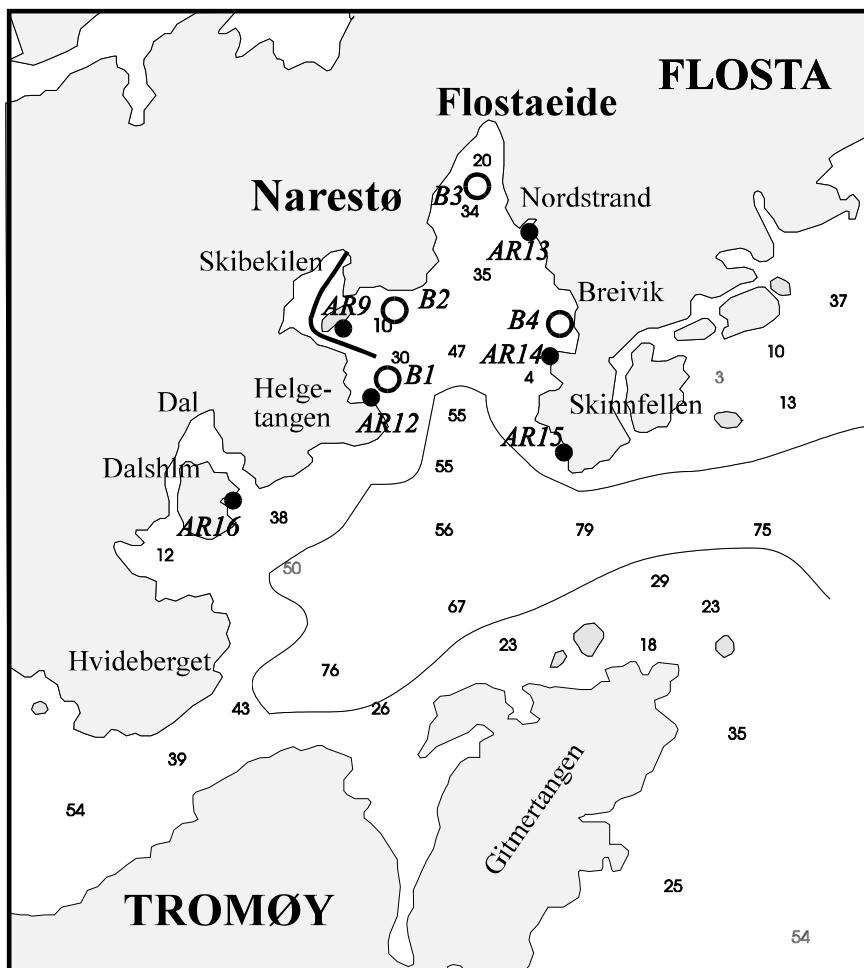 FLOSTA
Flostaeide
20
B3
34
Narestø
Nordstrand
AR13
Skibekilen
35
Breivik
37
AR9
10
B2
B4
47
30
AR14
10
B1
4
3
Helge-
tangen
Skinnfellen
13
Dal
55
AR12
AR15
Dalshlm
55
AR16
38
56
79
75
12
50
29
67
23
23
18
Hvideberget
76
43
26
35
39
54
Gitmertangen
25
TROMØY
54